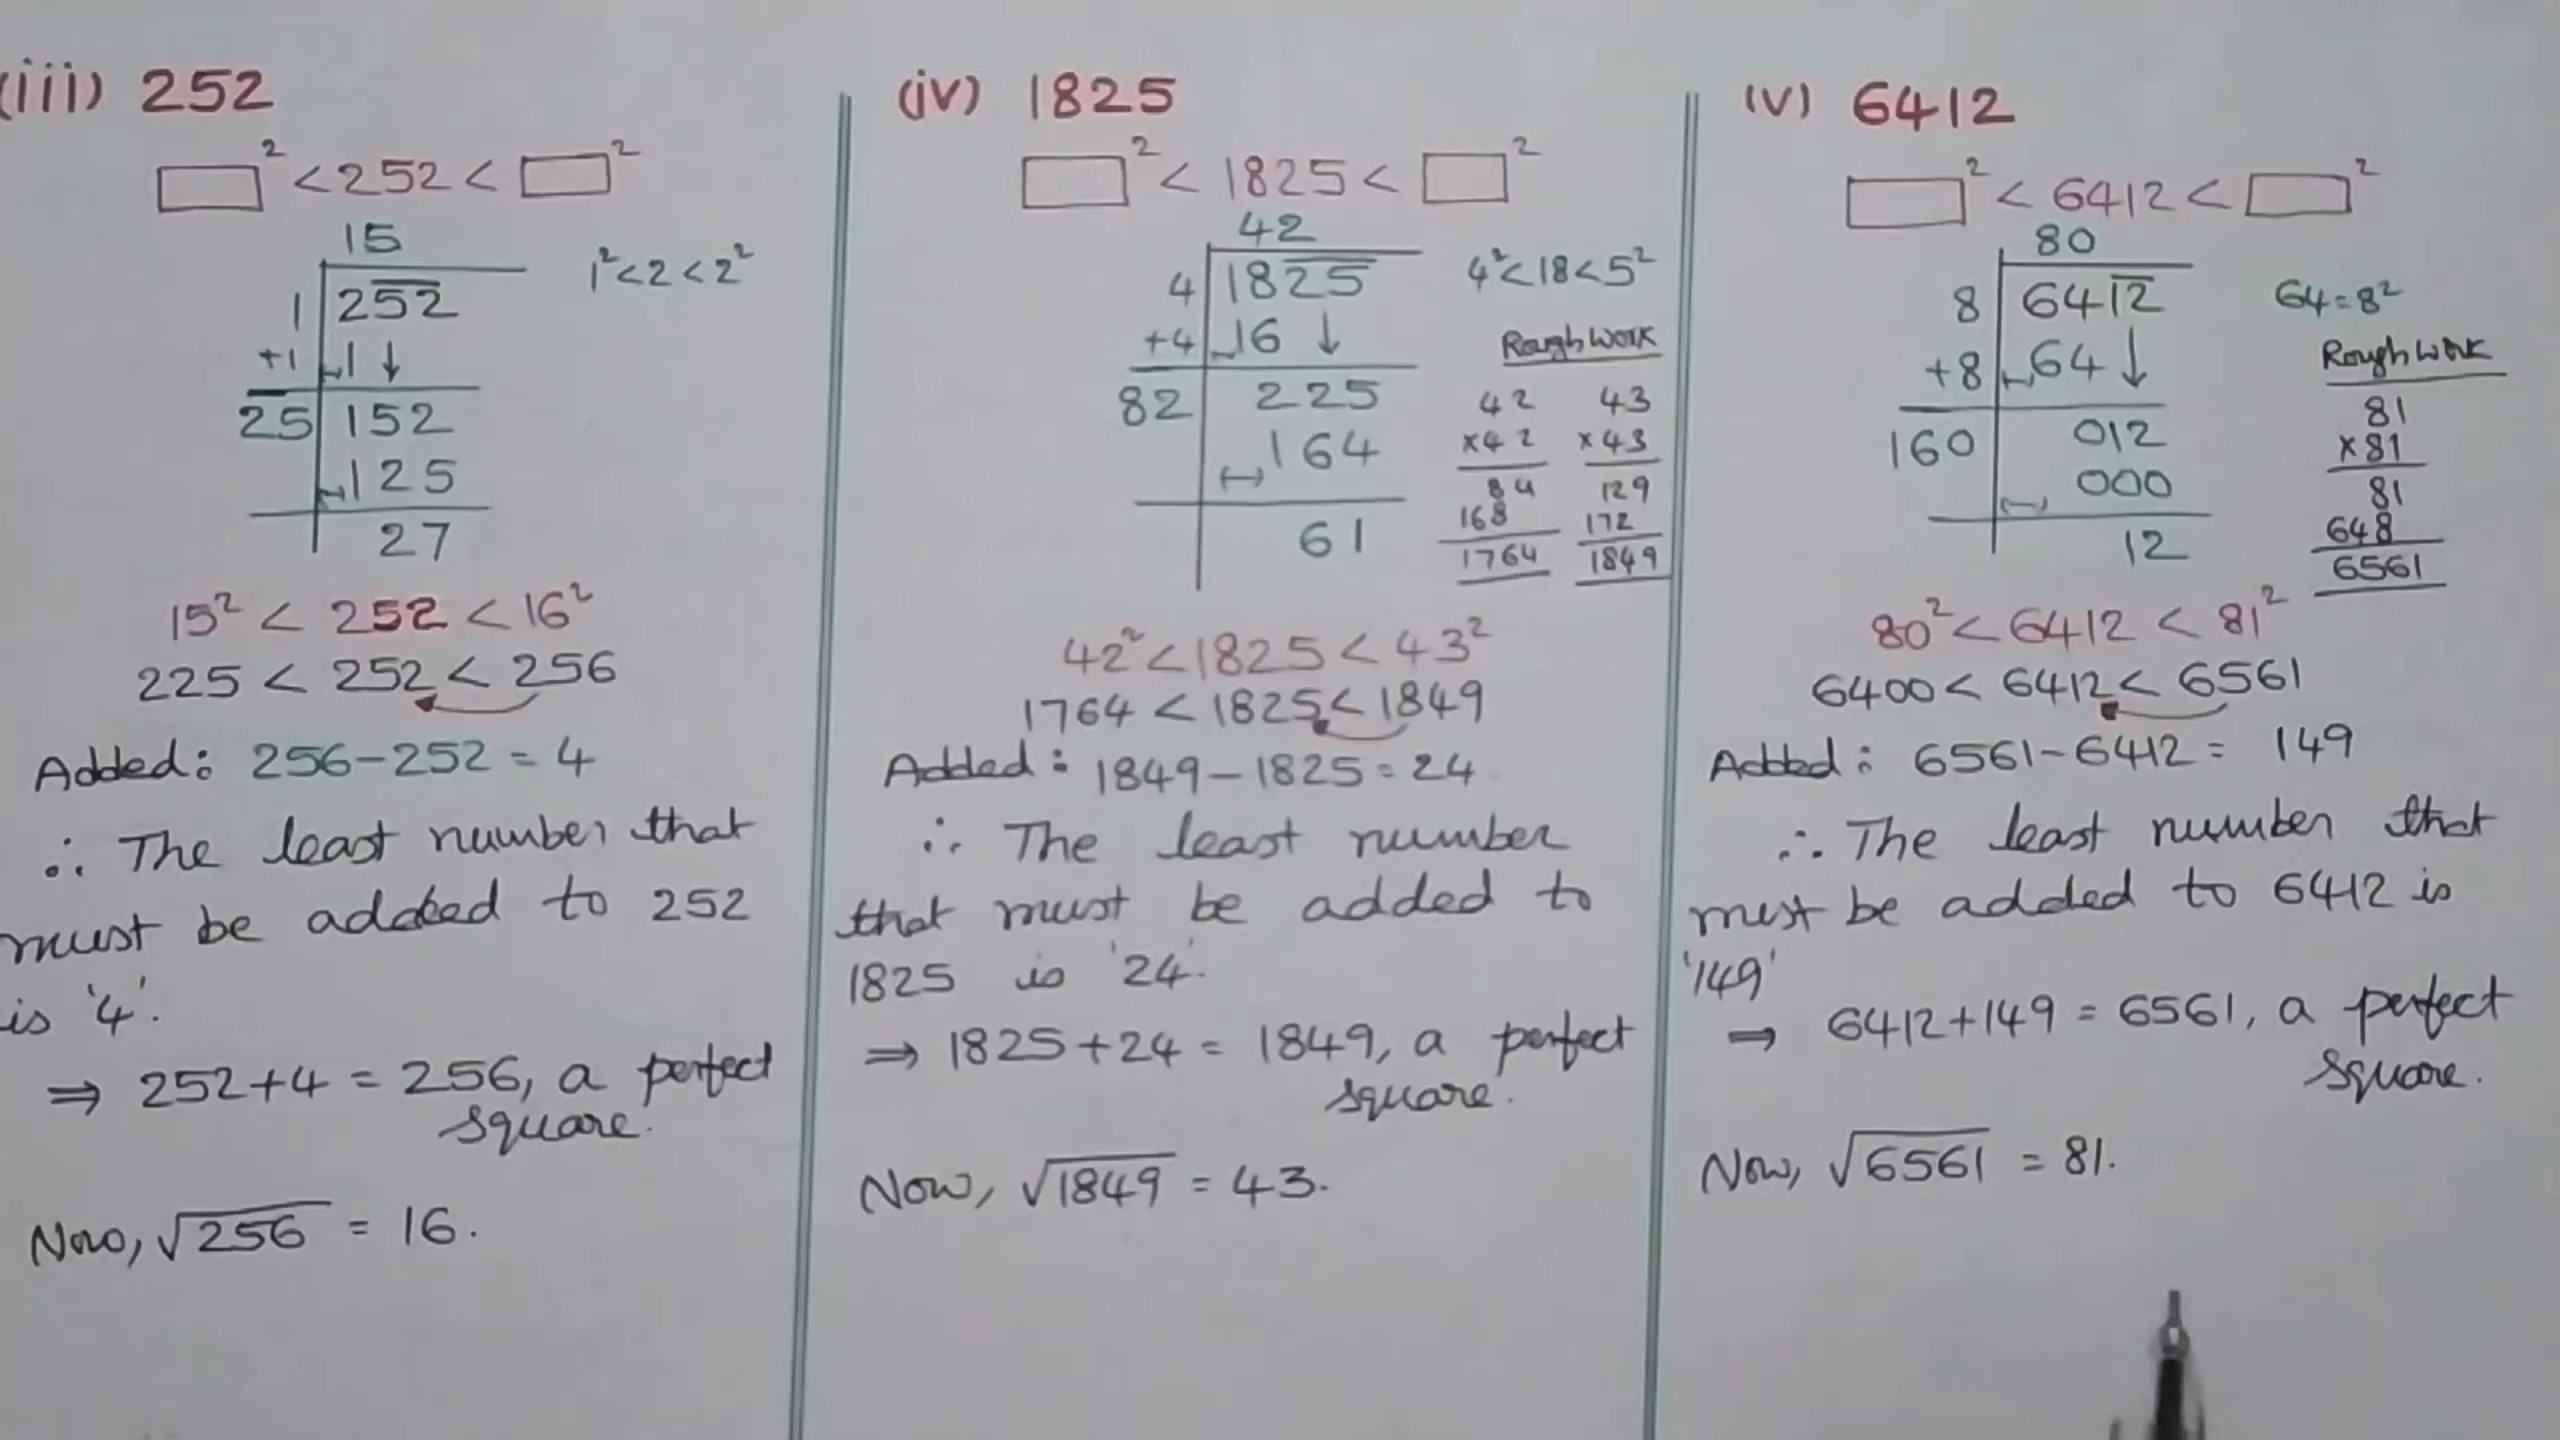 (iii) 252
□² < 252 < □²
15
1 252 1² < 2 < 2²
+1 (-)1 ↓
25 152
(-)125
27
15² < 252 < 16²
225 < 252 < 256
Added: 256-252 = 4
∴ The least number that
must be added to 252
is '4'.
⇒ 252+4 = 256, a perfect
square.
Now, √256 = 16.
(iv) 1825
□² < 1825 < □²
42
4 1825 4² < 18 < 5²
+4 (-)16 ↓
82 225
(-)164
61
Rough Work
42 43
×42 ×43
84 129
168 172
1764 1849
42² < 1825 < 43²
1764 < 1825 < 1849
Added: 1849-1825 = 24
∴ The least number
that must be added to
1825 is '24'.
⇒ 1825+24 = 1849, a perfect
square.
Now, √1849 = 43.
(v) 6412
□² < 6412 < □²
80
8 6412 64 = 8²
+8 (-)64 ↓
160 012
(-)000
12
Rough Work
81
×81
81
648
6561
80² < 6412 < 81²
6400 < 6412 < 6561
Added: 6561-6412 = 149
∴ The least number that
must be added to 6412 is
'149'
⇒ 6412+149 = 6561, a perfect
square.
Now, √6561 = 81.